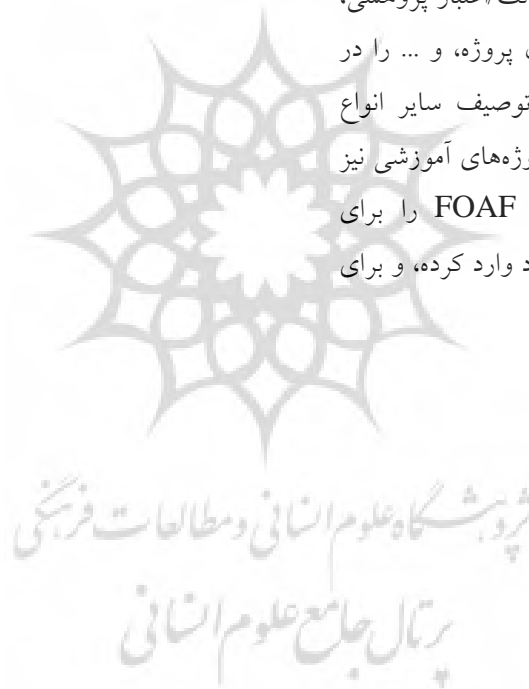 پروژه، و ... را در
توصیف سایر انواع
پروژه‌های آموزشی نیز
FOAF را برای
وارد کرده، و برای
پژوهشگاه علوم انسانی و مطالعات فرهنگی
پرتال جامع علوم انسانی